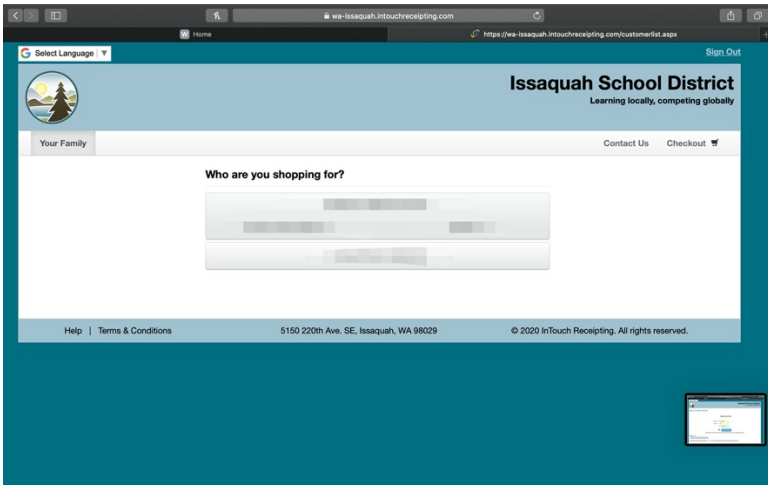 wa-issaquah.intouchreceipting.com
W Home
https://wa-issaquah.intouchreceipting.com/customerlist.aspx
G Select Language ▼
Sign Out
Issaquah School District
Learning locally, competing globally
Your Family
Contact Us
Checkout
Who are you shopping for?
Help | Terms & Conditions
5150 220th Ave. SE, Issaquah, WA 98029
© 2020 InTouch Receipting. All rights reserved.